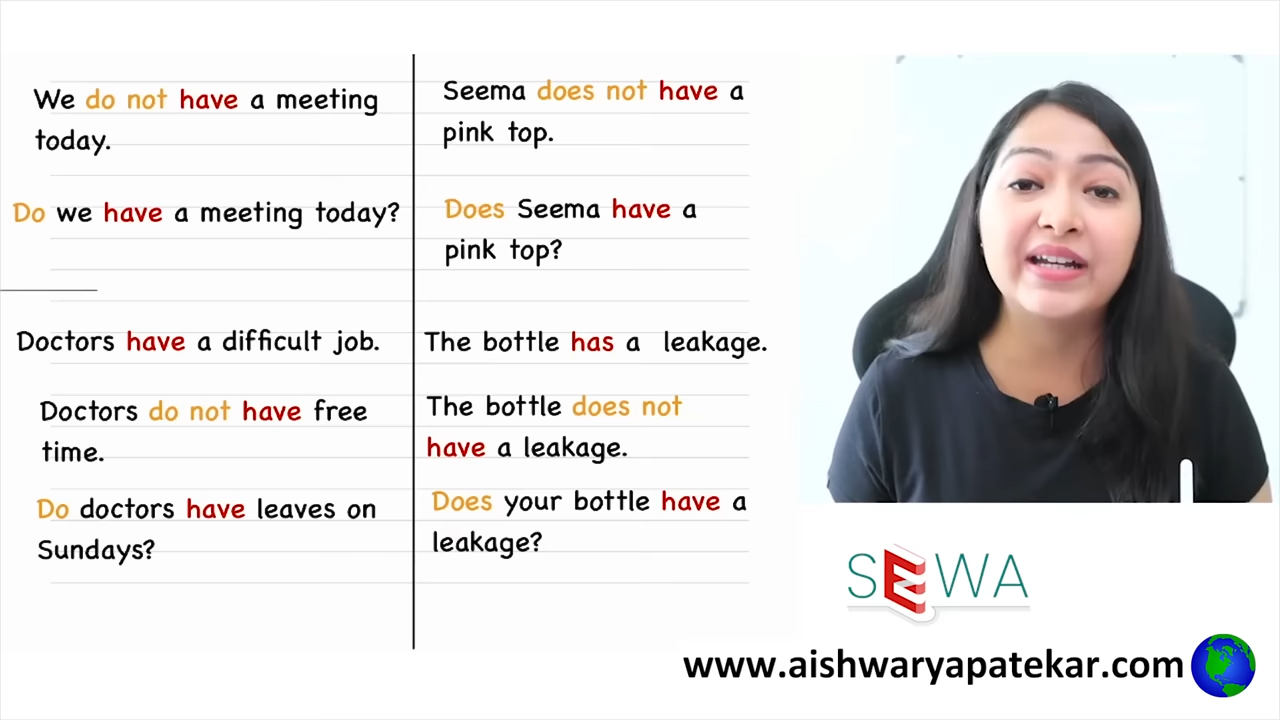 We do not have a meeting
today.
Do we have a meeting today?
Doctors have a difficult job.
Doctors do not have free
time.
Do doctors have leaves on
Sundays?
Seema does not have a
pink top.
Does Seema have a
pink top?
The bottle has a leakage.
The bottle does not
have a leakage.
Does your bottle have a
leakage?
SEWA
www.aishwaryapatekar.com